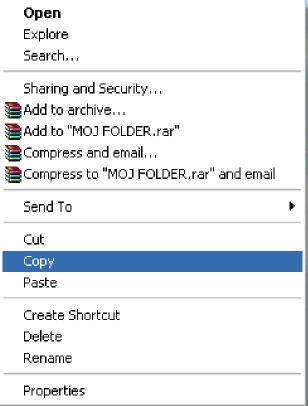 Open
Explore
Search...
Sharing and Security...
Add to archive...
Add to "MOJ FOLDER.rar"
Compress and email...
Compress to "MOJ FOLDER.rar" and email
Send To
Cut
Copy
Paste
Create Shortcut
Delete
Rename
Properties